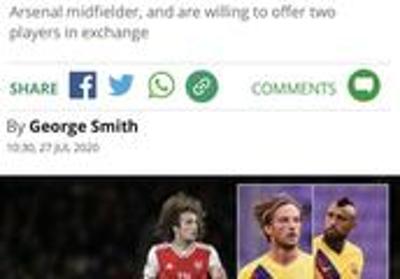 Arsenal midfielder, and are willing to offer two
players in exchange
SHARE
COMMENTS
By George Smith
10:30, 27 JUL 2020